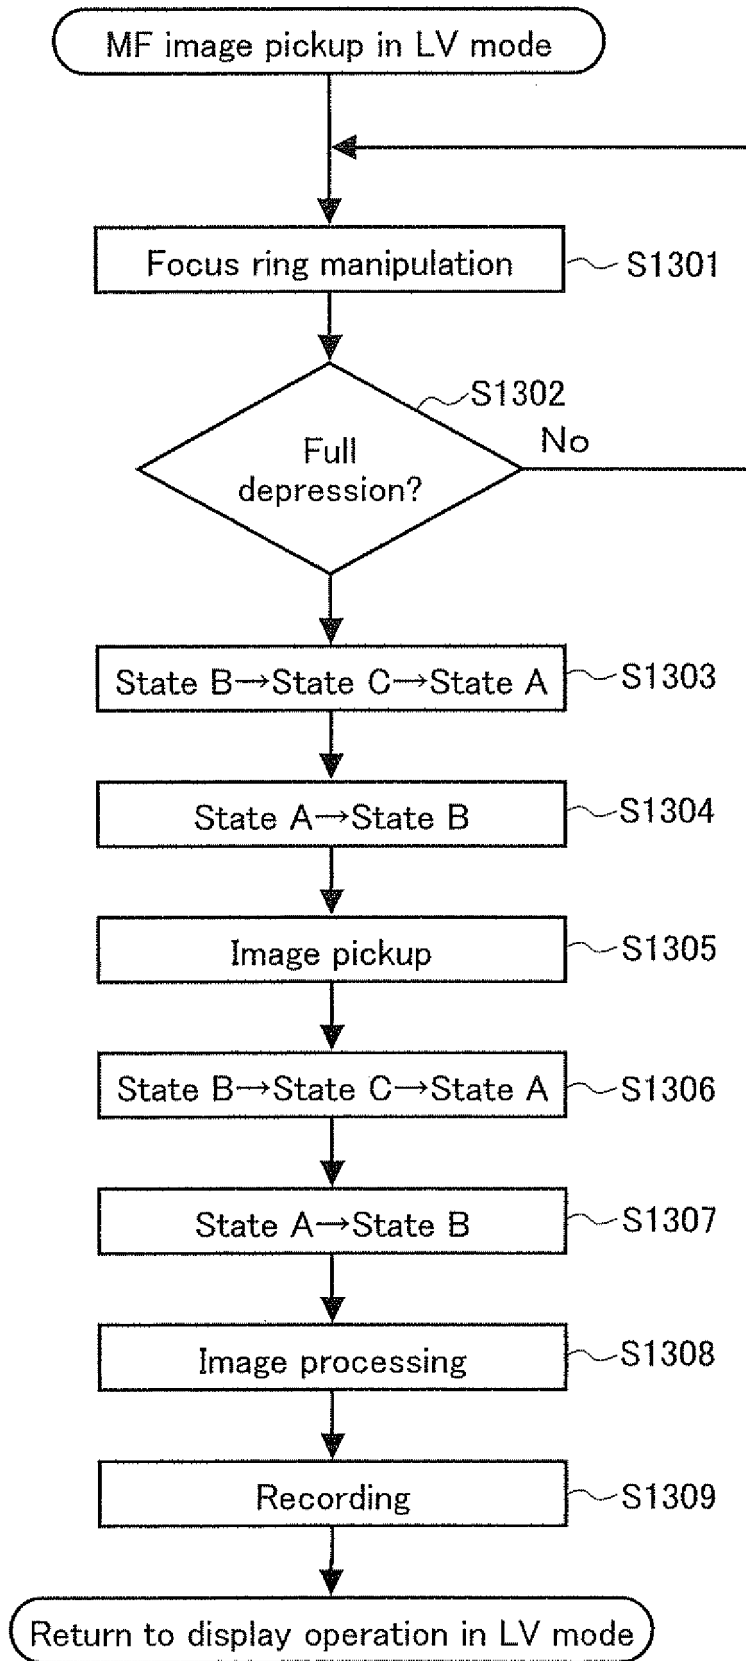 MF image pickup in LV mode
Focus ring manipulation
S1301
S1302
Full
depression?
No
State B→State C→State A
S1303
State A→State B
S1304
Image pickup
S1305
State B→State C→State A
S1306
State A→State B
S1307
Image processing
S1308
Recording
S1309
Return to display operation in LV mode